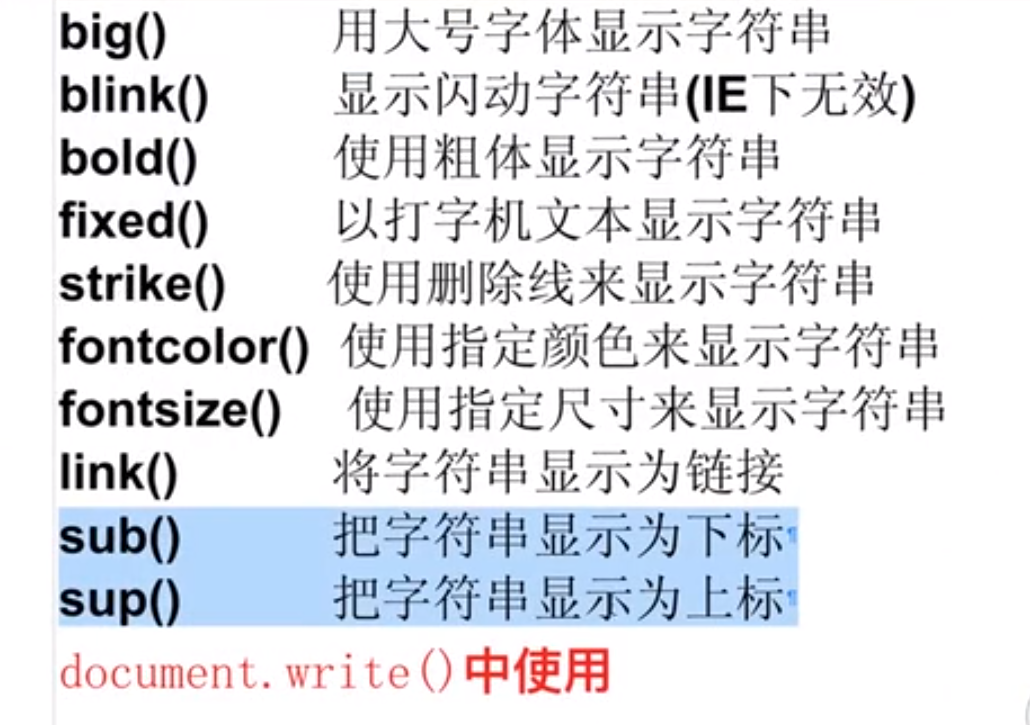 big() 用大号字体显示字符串
blink() 显示闪动字符串(IE下无效)
bold() 使用粗体显示字符串
fixed() 以打字机文本显示字符串
strike() 使用删除线来显示字符串
fontcolor() 使用指定颜色来显示字符串
fontsize() 使用指定尺寸来显示字符串
link() 将字符串显示为链接
sub() 把字符串显示为下标
sup() 把字符串显示为上标
document.write()中使用